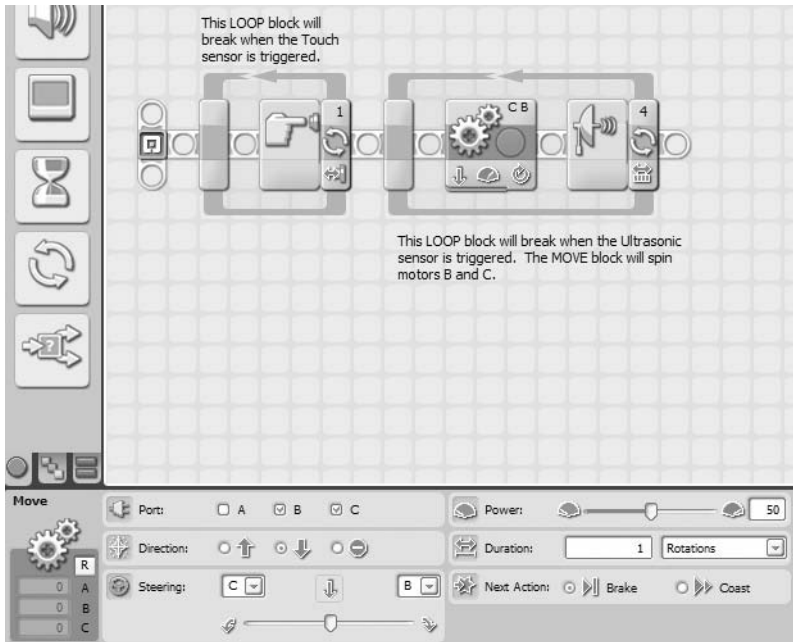 This LOOP block will
break when the Touch
sensor is triggered.
1
C B
4
This LOOP block will break when the Ultrasonic
sensor is triggered. The MOVE block will spin
motors B and C.
Move
R
0 A
0 B
0 C
Port: A B C
Direction:
Steering: C B
Power: 50
Duration: 1 Rotations
Next Action: Brake Coast